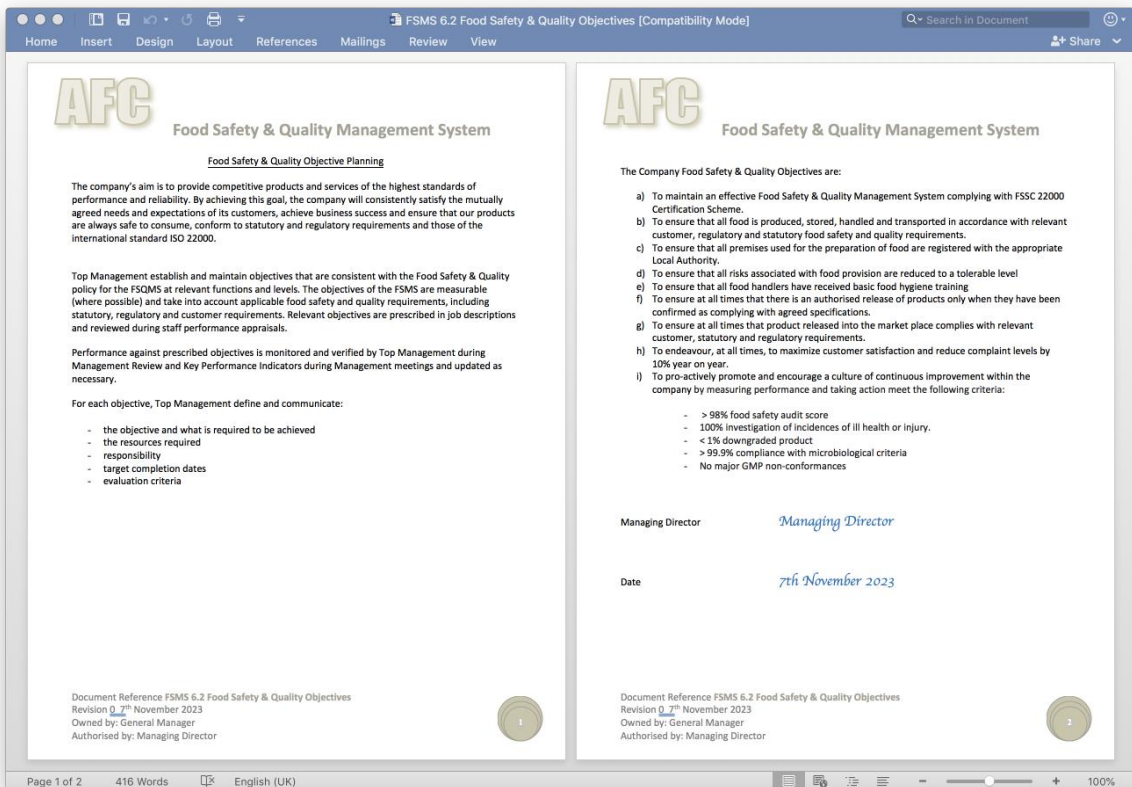 FSMS 6.2 Food Safety & Quality Objectives [Compatibility Mode]
Search in Document
Home Insert Design Layout References Mailings Review View
Share
AFC
Food Safety & Quality Management System
Food Safety & Quality Objective Planning
The company's aim is to provide competitive products and services of the highest standards of
performance and reliability. By achieving this goal, the company will consistently satisfy the mutually
agreed needs and expectations of its customers, achieve business success and ensure that our products
are always safe to consume, conform to statutory and regulatory requirements and those of the
international standard ISO 22000.
Top Management establish and maintain objectives that are consistent with the Food Safety & Quality
policy for the FSQMS at relevant functions and levels. The objectives of the FSMS are measurable
(where possible) and take into account applicable food safety and quality requirements, including
statutory, regulatory and customer requirements. Relevant objectives are prescribed in job descriptions
and reviewed during staff performance appraisals.
Performance against prescribed objectives is monitored and verified by Top Management during
Management Review and Key Performance Indicators during Management meetings and updated as
necessary.
For each objective, Top Management define and communicate:
- the objective and what is required to be achieved
- the resources required
- responsibility
- target completion dates
- evaluation criteria
Document Reference FSMS 6.2 Food Safety & Quality Objectives
Revision 0 7th November 2023
Owned by: General Manager
Authorised by: Managing Director
1
AFC
Food Safety & Quality Management System
The Company Food Safety & Quality Objectives are:
a) To maintain an effective Food Safety & Quality Management System complying with FSSC 22000
Certification Scheme.
b) To ensure that all food is produced, stored, handled and transported in accordance with relevant
customer, regulatory and statutory food safety and quality requirements.
c) To ensure that all premises used for the preparation of food are registered with the appropriate
Local Authority.
d) To ensure that all risks associated with food provision are reduced to a tolerable level
e) To ensure that all food handlers have received basic food hygiene training
f) To ensure at all times that there is an authorised release of products only when they have been
confirmed as complying with agreed specifications.
g) To ensure at all times that product released into the market place complies with relevant
customer, statutory and regulatory requirements.
h) To endeavour, at all times, to maximize customer satisfaction and reduce complaint levels by
10% year on year.
i) To pro-actively promote and encourage a culture of continuous improvement within the
company by measuring performance and taking action meet the following criteria:
- > 98% food safety audit score
- 100% investigation of incidences of ill health or injury.
- < 1% downgraded product
- > 99.9% compliance with microbiological criteria
- No major GMP non-conformances
Managing Director Managing Director
Date 7th November 2023
Document Reference FSMS 6.2 Food Safety & Quality Objectives
Revision 0 7th November 2023
Owned by: General Manager
Authorised by: Managing Director
2
Page 1 of 2 416 Words English (UK) 100%